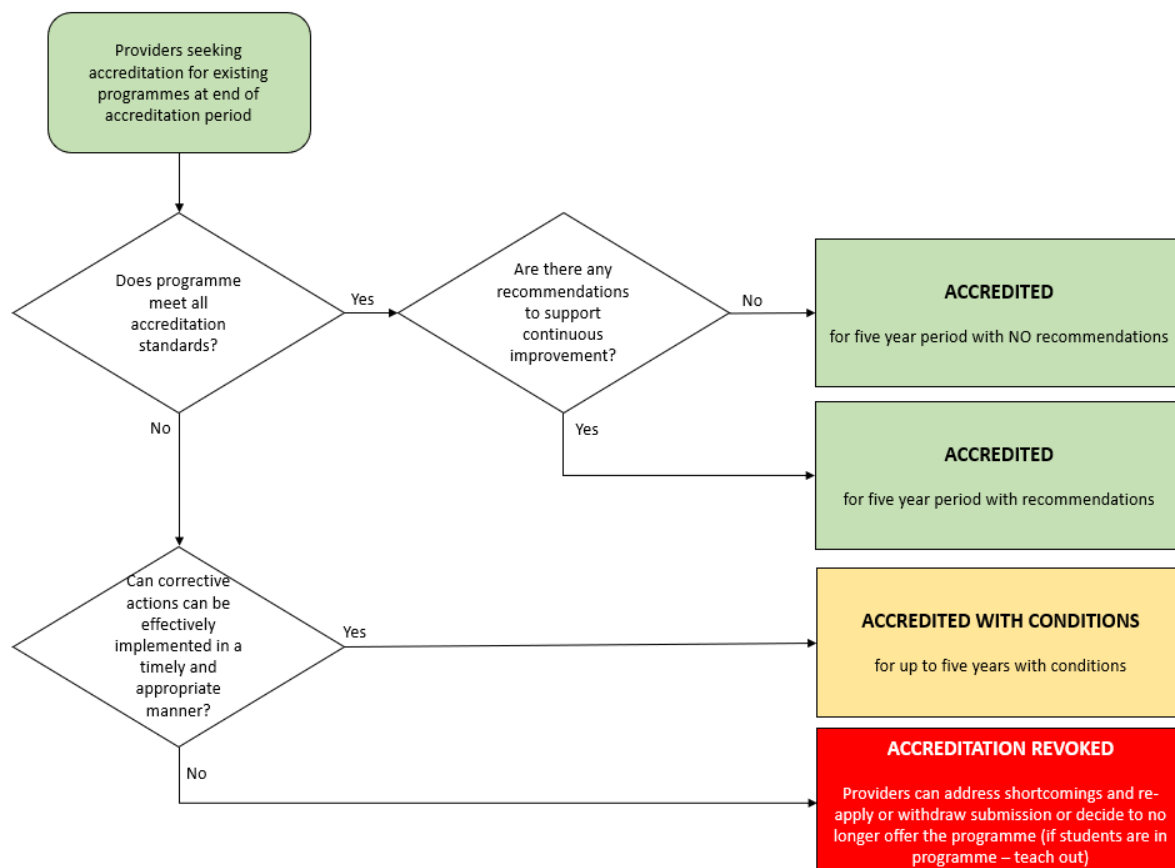 Providers seeking
accreditation for existing
programmes at end of
accreditation period
Does programme
meet all
accreditation
standards?
Yes
Are there any
recommendations
to support
continuous
improvement?
No
ACCREDITED
for five year period with NO recommendations
Yes
ACCREDITED
for five year period with recommendations
No
Can corrective
actions can be
effectively
implemented in a
timely and
appropriate
manner?
Yes
ACCREDITED WITH CONDITIONS
for up to five years with conditions
No
ACCREDITATION REVOKED
Providers can address shortcomings and re-
apply or withdraw submission or decide to no
longer offer the programme (if students are in
programme – teach out)